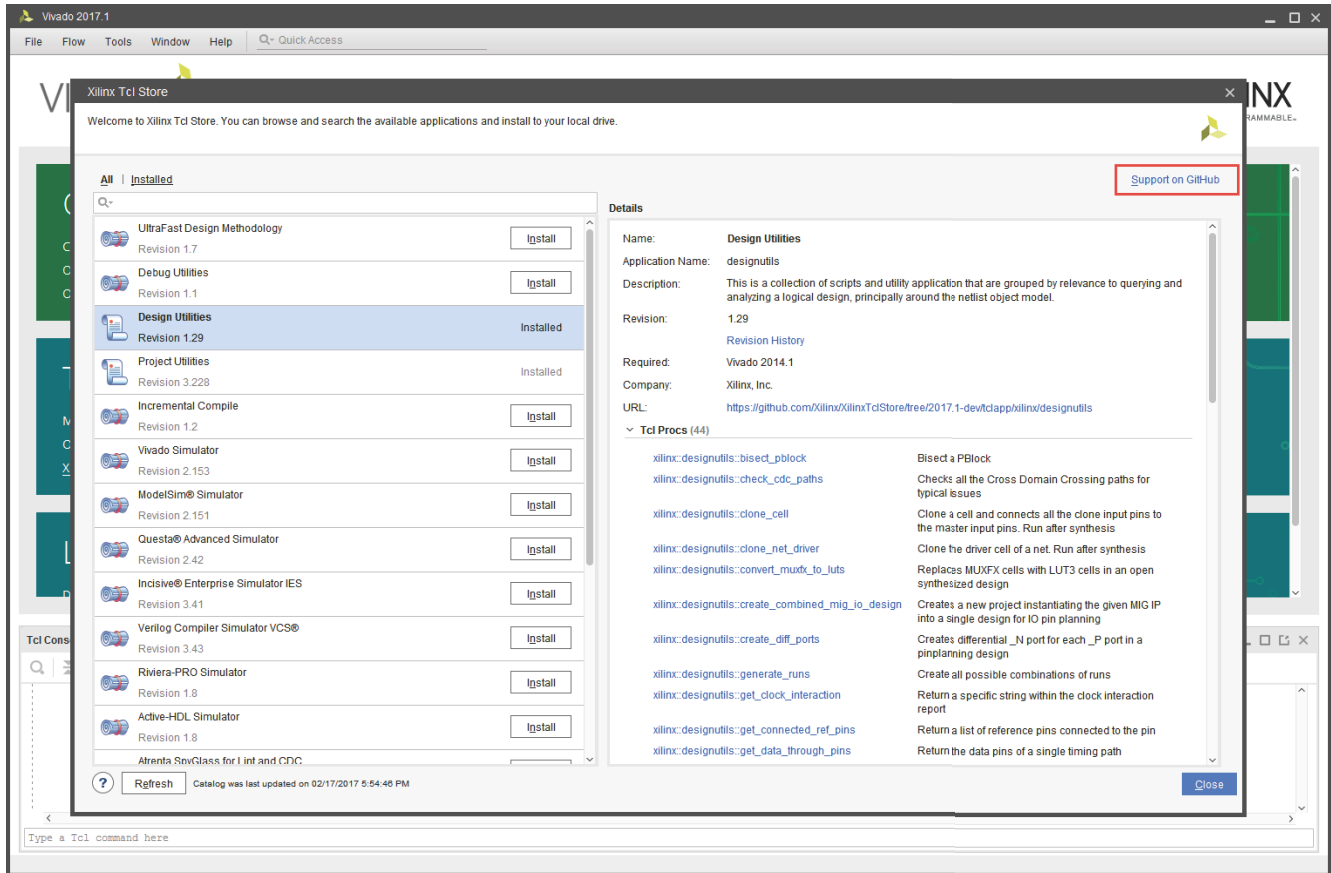 Vivado 2017.1
File Flow Tools Window Help Quick Access
Xilinx Tcl Store
Welcome to Xilinx Tcl Store. You can browse and search the available applications and install to your local drive.
VI
INX
RAMMABLE.
All | Installed
Support on GitHub
UltraFast Design Methodology
Revision 1.7
Install
Debug Utilities
Revision 1.1
Install
Design Utilities
Revision 1.29
Installed
Project Utilities
Revision 3.228
Installed
Incremental Compile
Revision 1.2
Install
Vivado Simulator
Revision 2.153
Install
ModelSim® Simulator
Revision 2.151
Install
Questa® Advanced Simulator
Revision 2.42
Install
Incisive® Enterprise Simulator IES
Revision 3.41
Install
Verilog Compiler Simulator VCS®
Revision 3.43
Install
Riviera-PRO Simulator
Revision 1.8
Install
Active-HDL Simulator
Revision 1.8
Install
Atrenta SpyGlass for Lint and CDC
Details
Name: Design Utilities
Application Name: designutils
Description: This is a collection of scripts and utility application that are grouped by relevance to querying and
analyzing a logical design, principally around the netlist object model.
Revision: 1.29
Revision History
Required: Vivado 2014.1
Company: Xilinx, Inc.
URL: https://github.com/Xilinx/XilinxTclStore/tree/2017.1-dev/tclapp/xilinx/designutils
Tcl Procs (44)
xilinx::designutils::bisect_pblock Bisect a PBlock
xilinx::designutils::check_cdc_paths Checks all the Cross Domain Crossing paths for
typical issues
xilinx::designutils::clone_cell Clone a cell and connects all the clone input pins to
the master input pins. Run after synthesis
xilinx::designutils::clone_net_driver Clone the driver cell of a net. Run after synthesis
xilinx::designutils::convert_muxfx_to_luts Replaces MUXFX cells with LUT3 cells in an open
synthesized design
xilinx::designutils::create_combined_mig_io_design Creates a new project instantiating the given MIG IP
into a single design for IO pin planning
xilinx::designutils::create_diff_ports Creates differential _N port for each _P port in a
pinplanning design
xilinx::designutils::generate_runs Create all possible combinations of runs
xilinx::designutils::get_clock_interaction Return a specific string within the clock interaction
report
xilinx::designutils::get_connected_ref_pins Return a list of reference pins connected to the pin
xilinx::designutils::get_data_through_pins Return the data pins of a single timing path
? Refresh Catalog was last updated on 02/17/2017 5:54:46 PM
Close
Tcl Cons
Type a Tcl command here